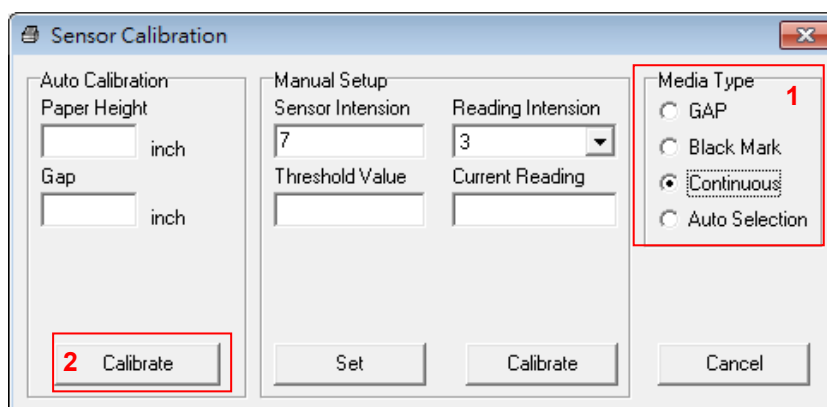 Sensor Calibration
Auto Calibration
Paper Height
inch
Gap
inch
2 Calibrate
Manual Setup
Sensor Intension Reading Intension
7 3
Threshold Value Current Reading
Set Calibrate
Media Type
1
GAP
Black Mark
Continuous
Auto Selection
Cancel